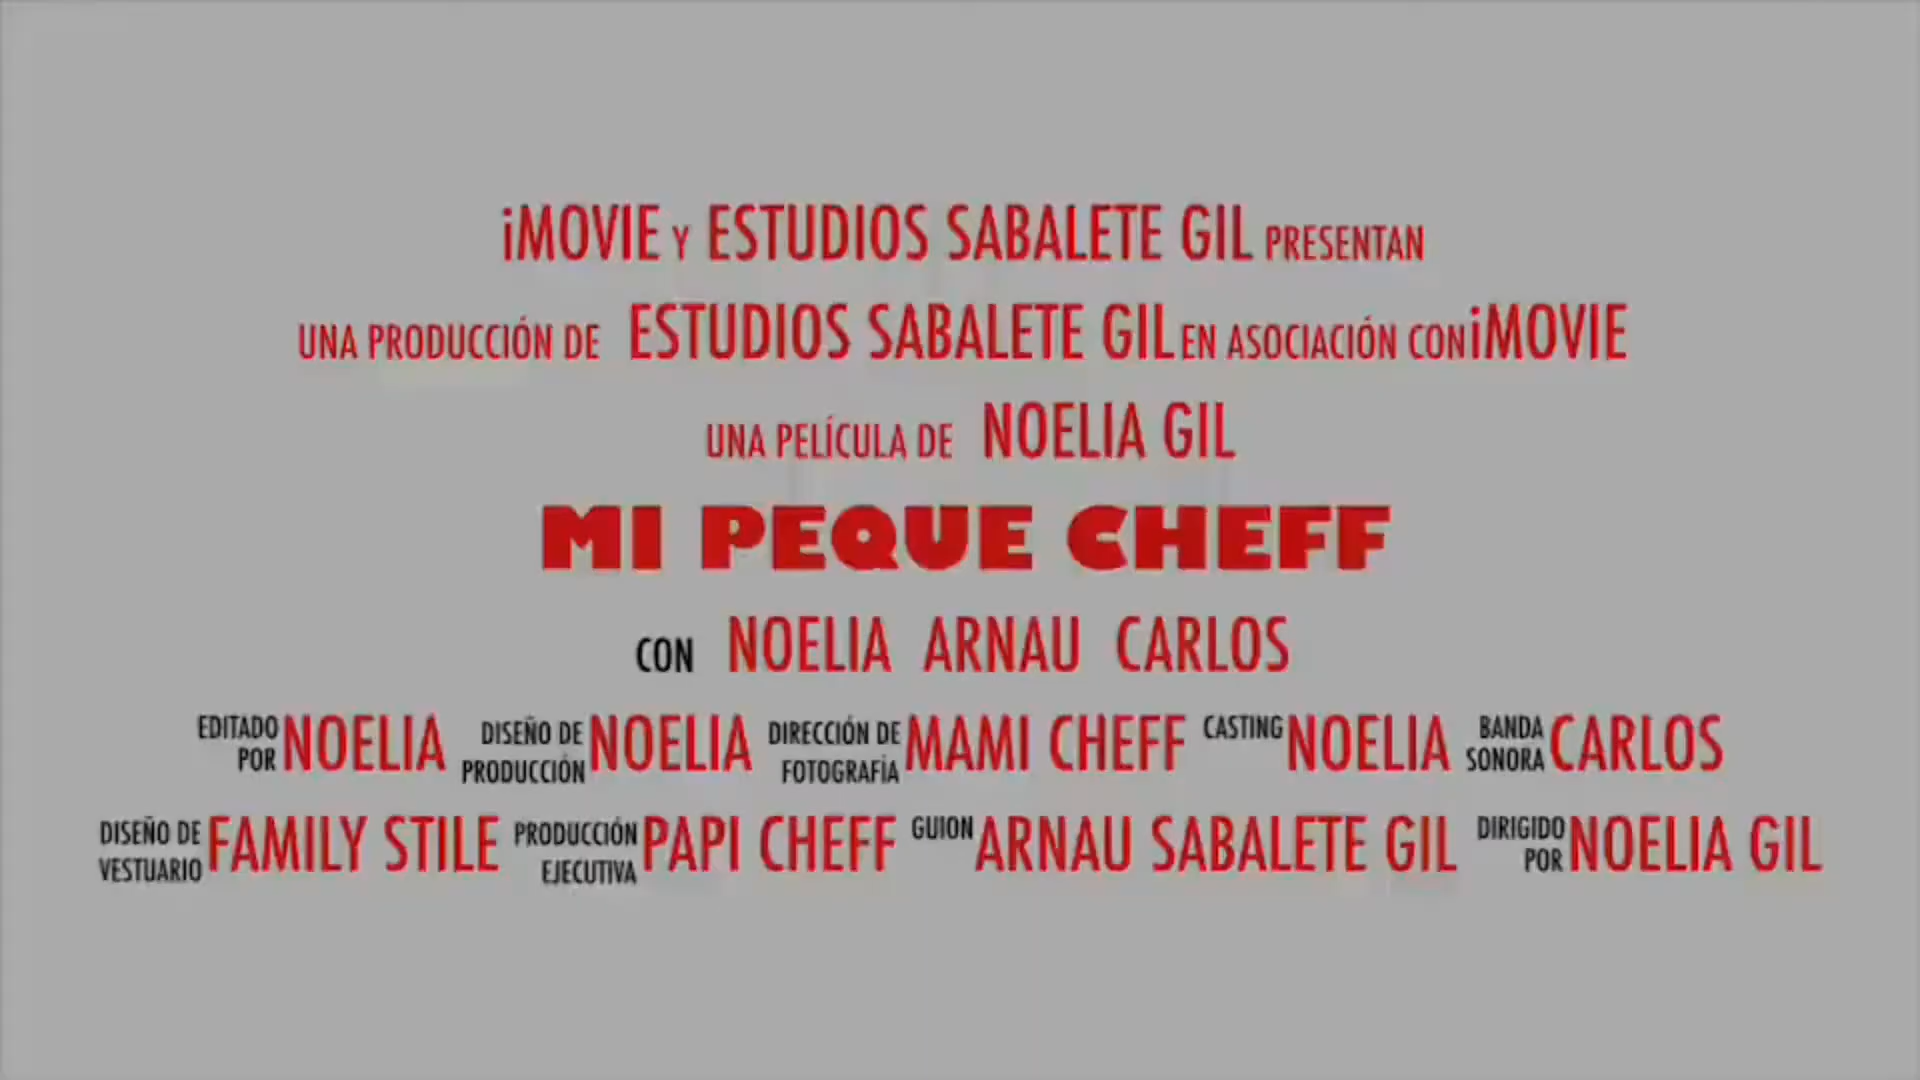 iMOVIE Y ESTUDIOS SABALETE GIL PRESENTAN
UNA PRODUCCIÓN DE ESTUDIOS SABALETE GIL EN ASOCIACIÓN CON iMOVIE
UNA PELÍCULA DE NOELIA GIL
MI PEQUE CHEFF
CON NOELIA ARNAU CARLOS
EDITADO POR NOELIA DISEÑO DE PRODUCCIÓN NOELIA DIRECCIÓN DE FOTOGRAFÍA MAMI CHEFF CASTING NOELIA BANDA SONORA CARLOS
DISEÑO DE VESTUARIO FAMILY STILE PRODUCCIÓN EJECUTIVA PAPI CHEFF GUION ARNAU SABALETE GIL DIRIGIDO POR NOELIA GIL